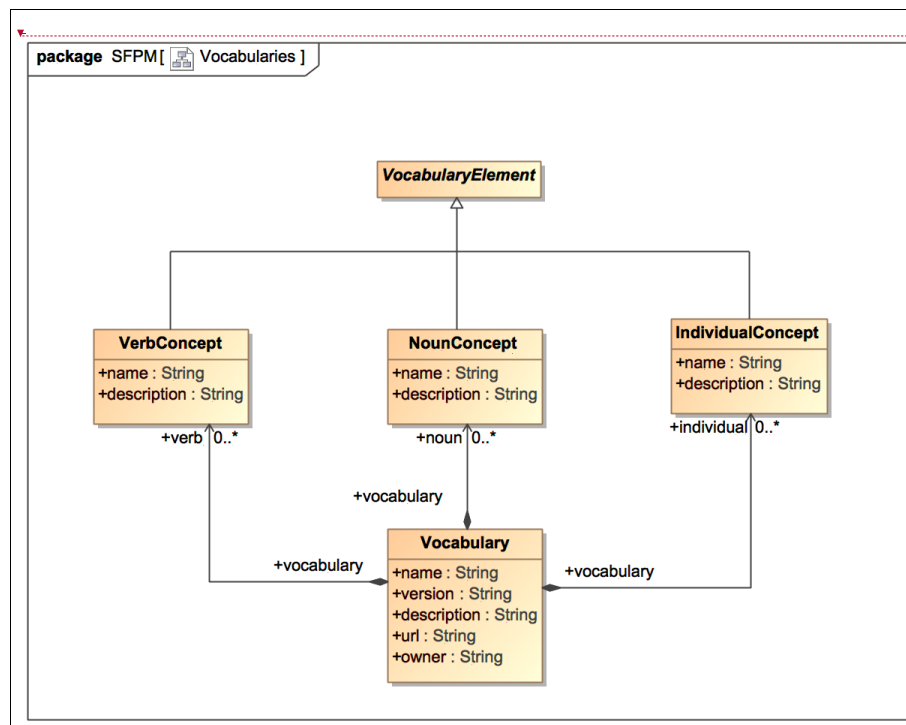 package SFPM[ Vocabularies ]
VocabularyElement
VerbConcept
+name : String
+description : String
NounConcept
+name : String
+description : String
IndividualConcept
+name : String
+description : String
+verb 0..*
+noun 0..*
+individual 0..*
+vocabulary
+vocabulary
+vocabulary
Vocabulary
+name : String
+version : String
+description : String
+url : String
+owner : String